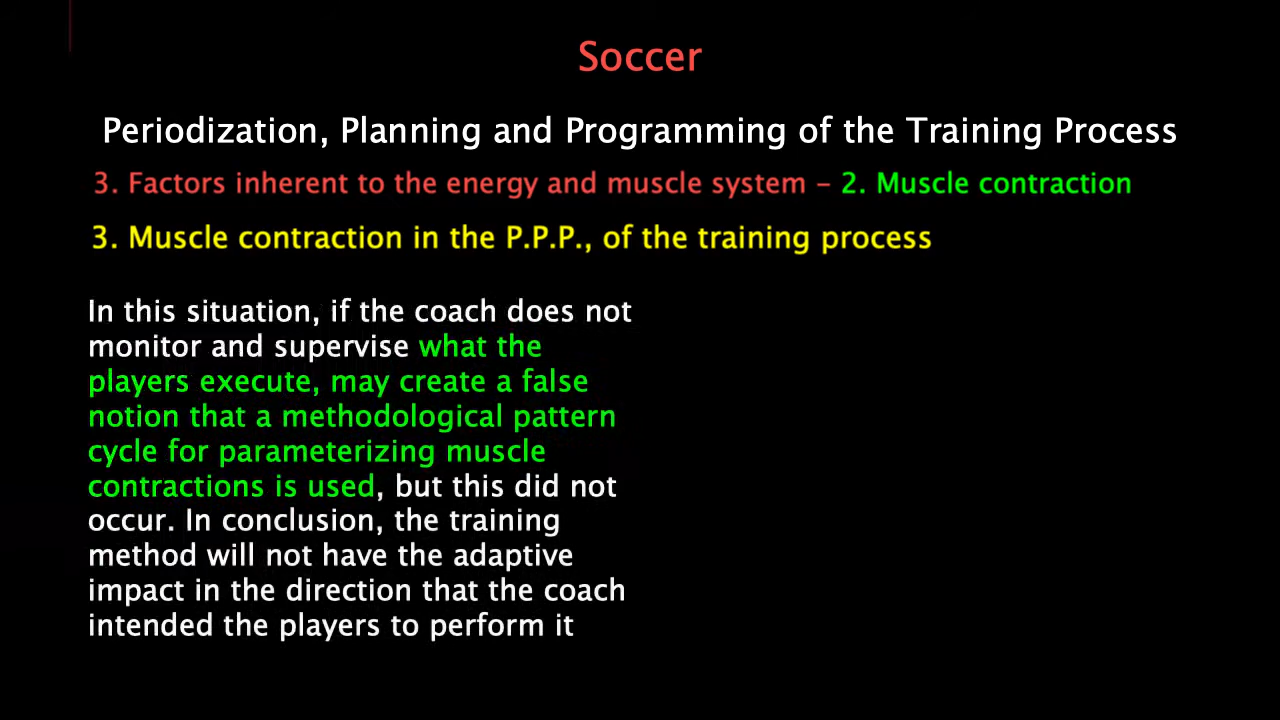 Soccer
Periodization, Planning and Programming of the Training Process
3. Factors inherent to the energy and muscle system – 2. Muscle contraction
3. Muscle contraction in the P.P.P., of the training process
In this situation, if the coach does not
monitor and supervise what the
players execute, may create a false
notion that a methodological pattern
cycle for parameterizing muscle
contractions is used, but this did not
occur. In conclusion, the training
method will not have the adaptive
impact in the direction that the coach
intended the players to perform it